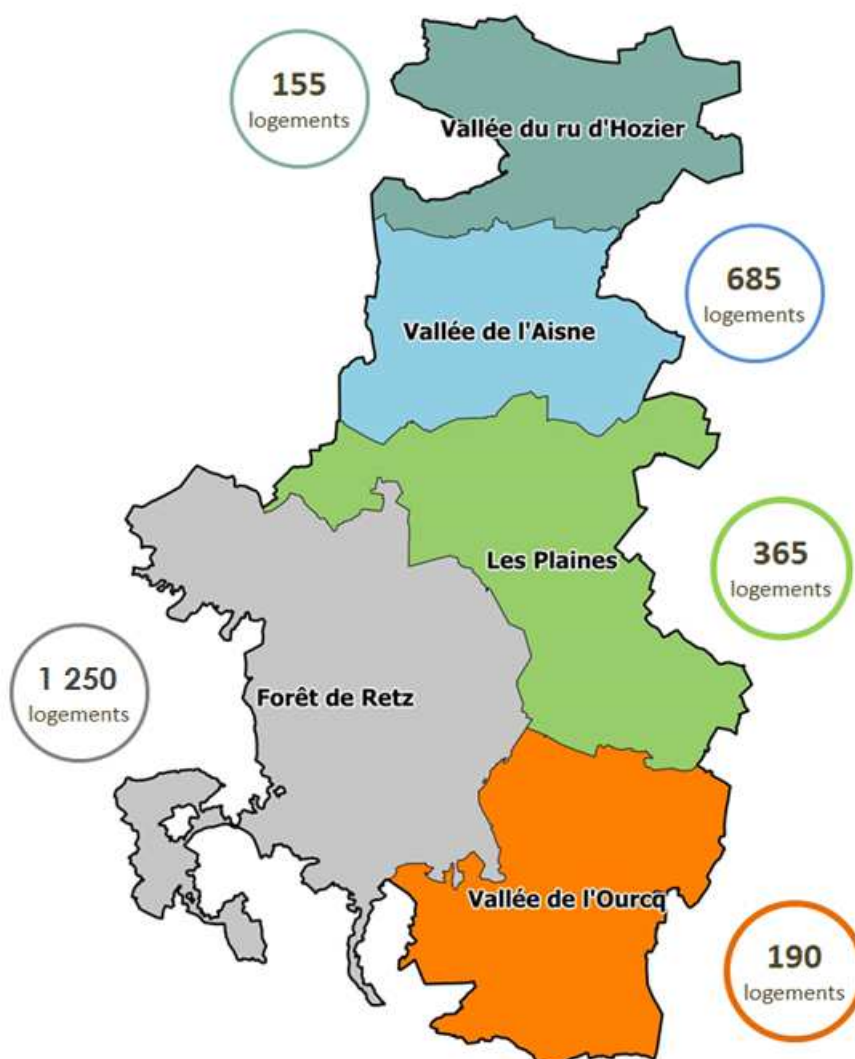 155
logements
Vallée du ru d'Hozier
685
logements
Vallée de l'Aisne
365
logements
Les Plaines
1 250
logements
Forêt de Retz
Vallée de l'Ourcq
190
logements